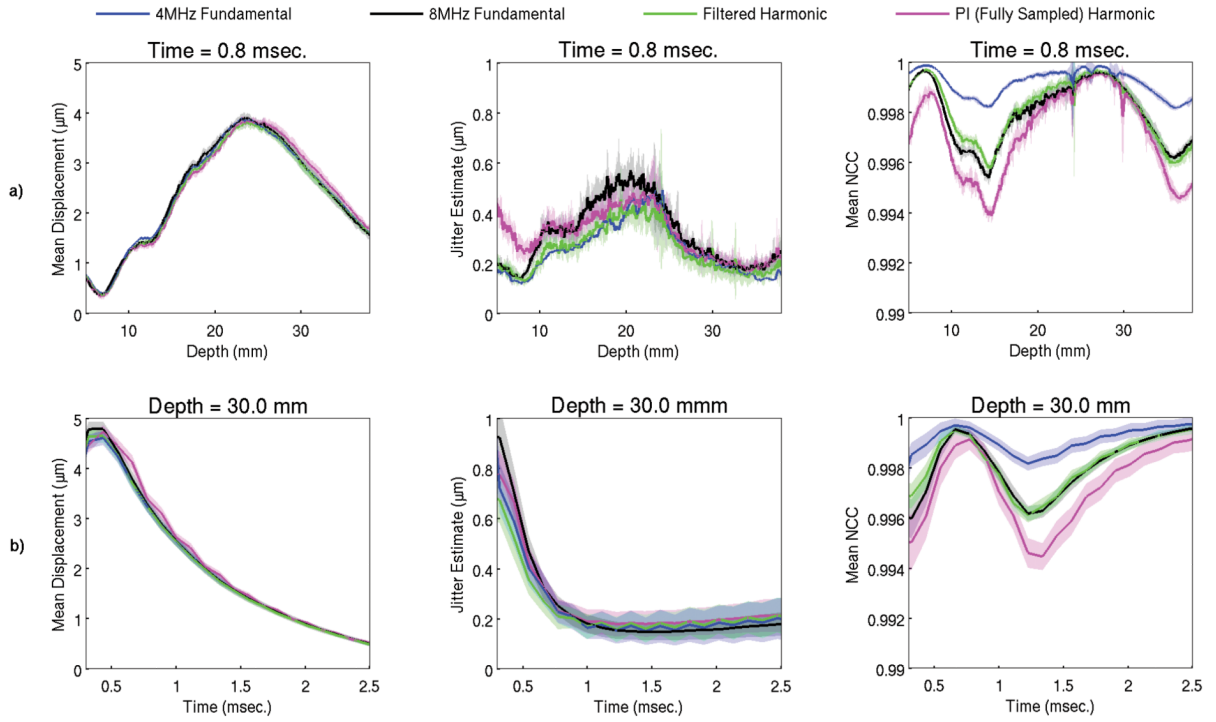 4MHz Fundamental
8MHz Fundamental
Filtered Harmonic
PI (Fully Sampled) Harmonic
a)
Time = 0.8 msec.
Mean Displacement (µm)
5
4
3
2
1
0
10 20 30
Depth (mm)
Time = 0.8 msec.
Jitter Estimate (µm)
1
0.8
0.6
0.4
0.2
0
10 20 30
Depth (mm)
Time = 0.8 msec.
Mean NCC
1
0.998
0.996
0.994
0.992
0.99
10 20 30
Depth (mm)
b)
Depth = 30.0 mm
Mean Displacement (µm)
5
4
3
2
1
0
0.5 1 1.5 2 2.5
Time (msec.)
Depth = 30.0 mmm
Jitter Estimate (µm)
1
0.8
0.6
0.4
0.2
0
0.5 1 1.5 2 2.5
Time (msec.)
Depth = 30.0 mm
Mean NCC
1
0.998
0.996
0.994
0.992
0.99
0.5 1 1.5 2 2.5
Time (msec.)